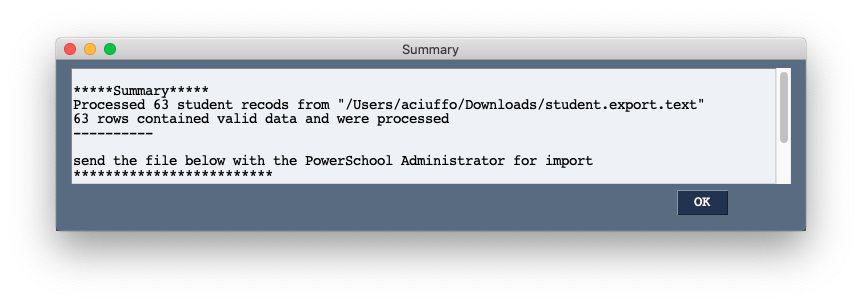 Summary
*****Summary*****
Processed 63 student recods from "/Users/aciuffo/Downloads/student.export.text"
63 rows contained valid data and were processed
----------
send the file below with the PowerSchool Administrator for import
*************************
OK